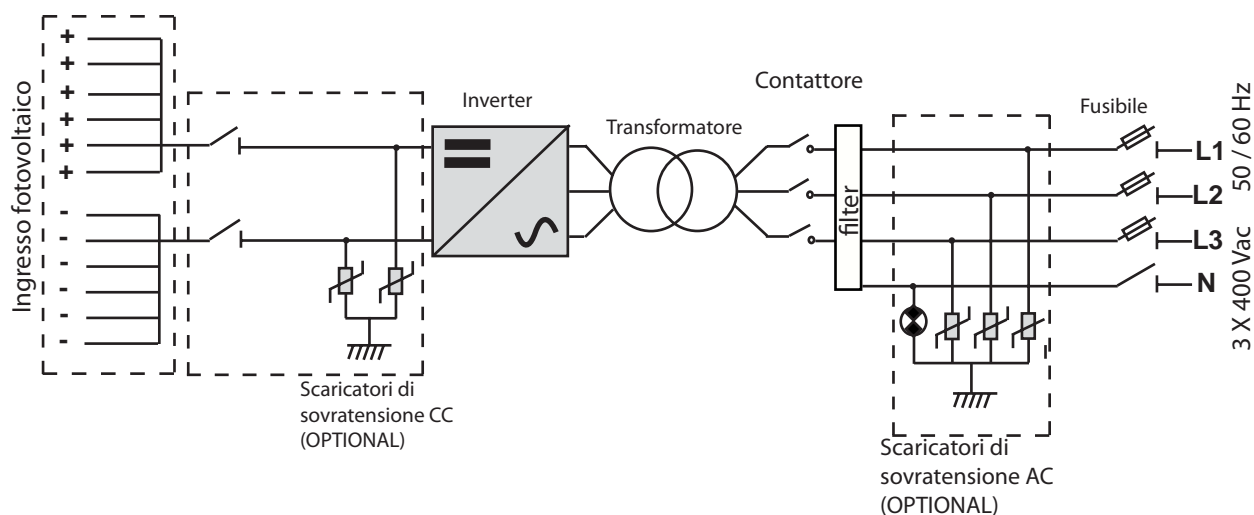 Ingresso fotovoltaico
+
+
+
+
+
+
-
-
-
-
-
-
Scaricatori di
sovratensione CC
(OPTIONAL)
Inverter
Transformatore
Contattore
filter
Scaricatori di
sovratensione AC
(OPTIONAL)
Fusibile
L1
L2
L3
N
3 X 400 Vac 50 / 60 Hz